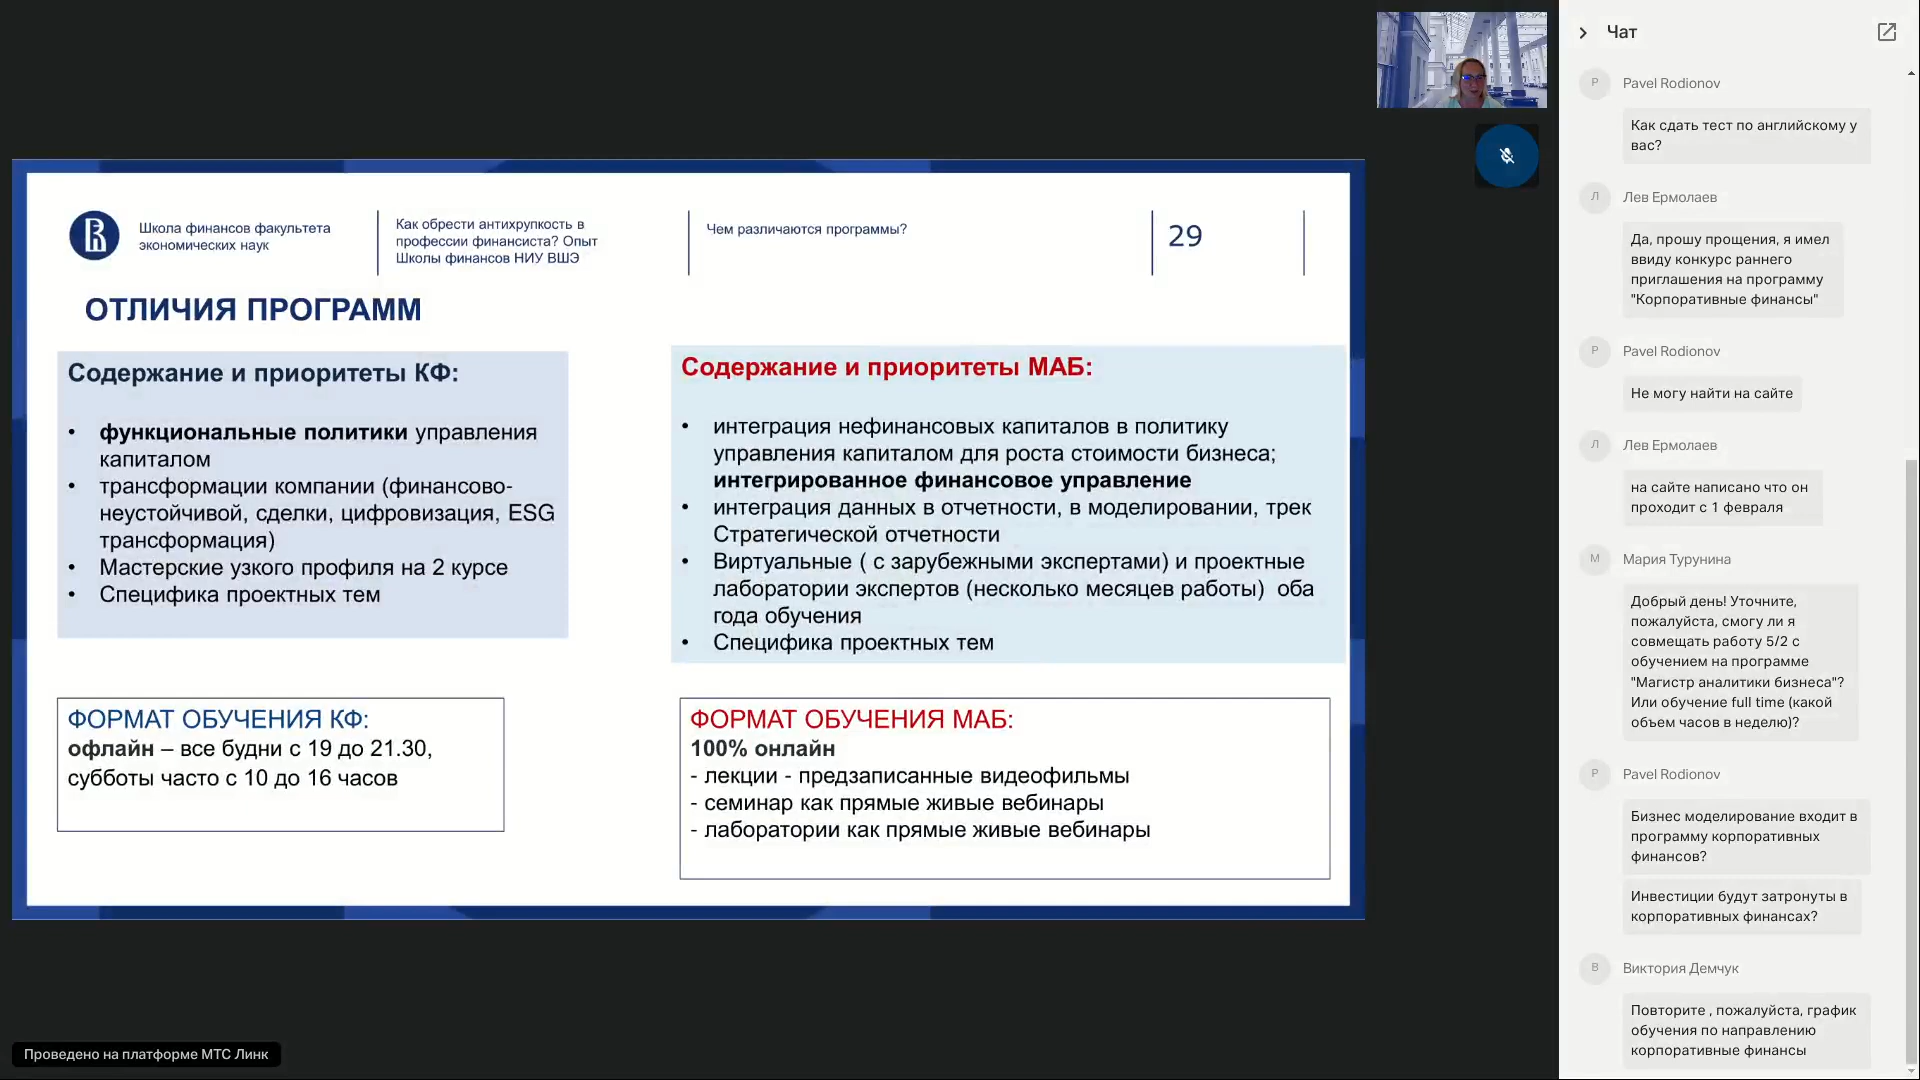 Школа финансов факультета
экономических наук
Как обрести антихрупкость в
профессии финансиста? Опыт
Школы финансов НИУ ВШЭ
Чем различаются программы?
29
ОТЛИЧИЯ ПРОГРАММ
Содержание и приоритеты КФ:
• функциональные политики управления
капиталом
• трансформации компании (финансово-
неустойчивой, сделки, цифровизация, ESG
трансформация)
• Мастерские узкого профиля на 2 курсе
• Специфика проектных тем
Содержание и приоритеты МАБ:
• интеграция нефинансовых капиталов в политику
управления капиталом для роста стоимости бизнеса;
интегрированное финансовое управление
• интеграция данных в отчетности, в моделировании, трек
Стратегической отчетности
• Виртуальные ( с зарубежными экспертами) и проектные
лаборатории экспертов (несколько месяцев работы) оба
года обучения
• Специфика проектных тем
ФОРМАТ ОБУЧЕНИЯ КФ:
офлайн – все будни с 19 до 21.30,
субботы часто с 10 до 16 часов
ФОРМАТ ОБУЧЕНИЯ МАБ:
100% онлайн
- лекции - предзаписанные видеофильмы
- семинар как прямые живые вебинары
- лаборатории как прямые живые вебинары
Проведено на платформе МТС Линк
Чат
P
Pavel Rodionov
Как сдать тест по английскому у
вас?
Л
Лев Ермолаев
Да, прошу прощения, я имел
ввиду конкурс раннего
приглашения на программу
"Корпоративные финансы"
P
Pavel Rodionov
Не могу найти на сайте
Л
Лев Ермолаев
на сайте написано что он
проходит с 1 февраля
М
Мария Турунина
Добрый день! Уточните,
пожалуйста, смогу ли я
совмещать работу 5/2 с
обучением на программе
"Магистр аналитики бизнеса"?
Или обучение full time (какой
объем часов в неделю)?
P
Pavel Rodionov
Бизнес моделирование входит в
программу корпоративных
финансов?
Инвестиции будут затронуты в
корпоративных финансах?
В
Виктория Демчук
Повторите , пожалуйста, график
обучения по направлению
корпоративные финансы